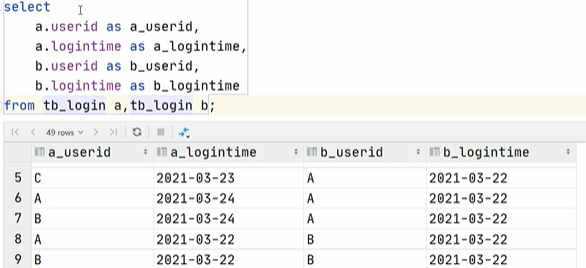 select
a.userid as a_userid,
a.logintime as a_logintime,
b.userid as b_userid,
b.logintime as b_logintime
from tb_login a,tb_login b;
49 rows
a_userid a_logintime b_userid b_logintime
5 C 2021-03-23 A 2021-03-22
6 A 2021-03-24 A 2021-03-22
7 B 2021-03-24 A 2021-03-22
8 A 2021-03-22 B 2021-03-22
9 B 2021-03-22 B 2021-03-22